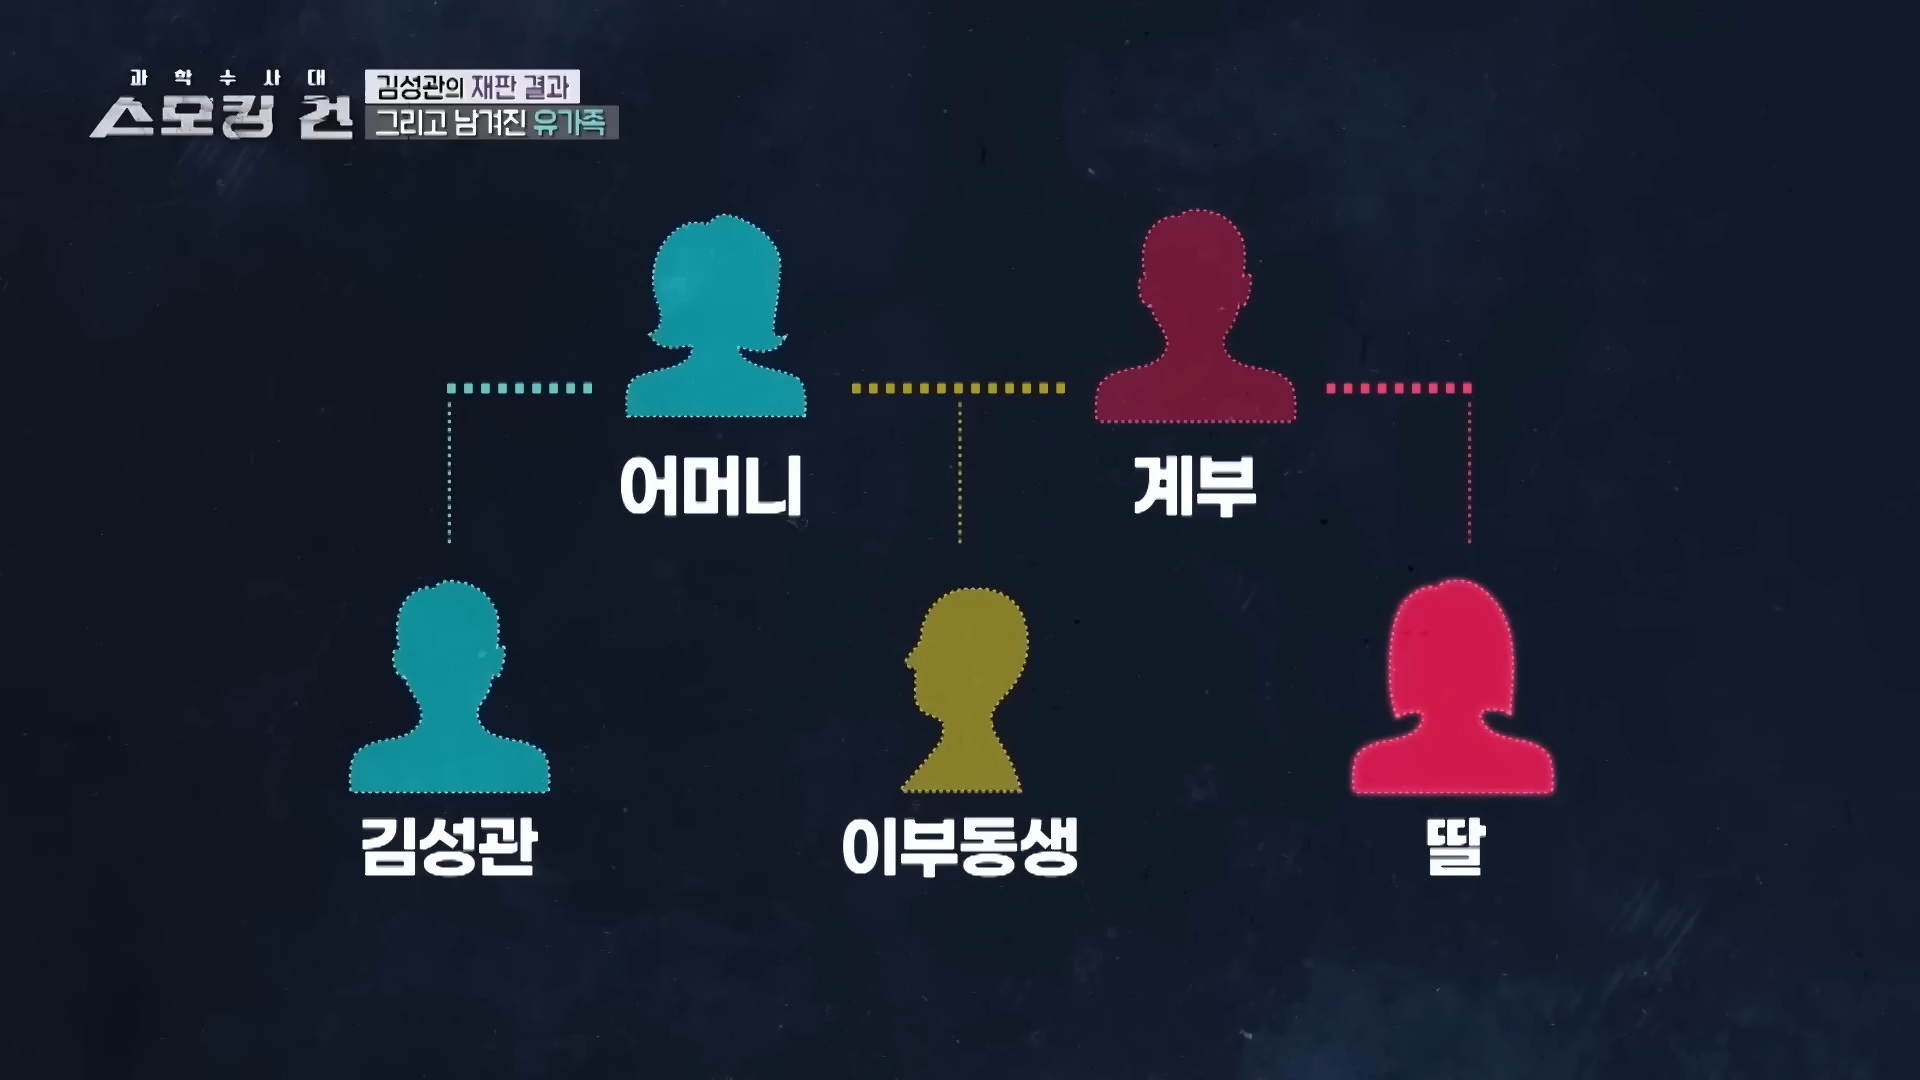 과학수사대
스모킹 건
김성관의 재판 결과
그리고 남겨진 유가족
어머니
계부
김성관
이부동생
딸